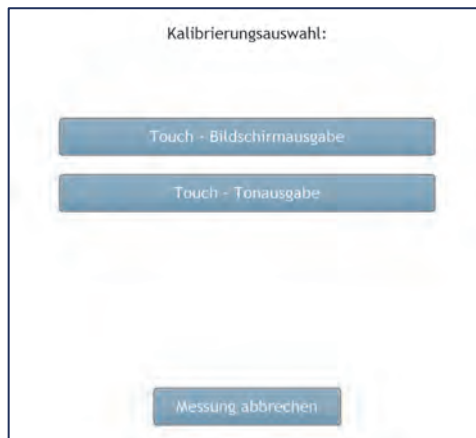 Kalibrierungsauswahl:
Touch - Bildschirmausgabe
Touch - Tonausgabe
Messung abbrechen